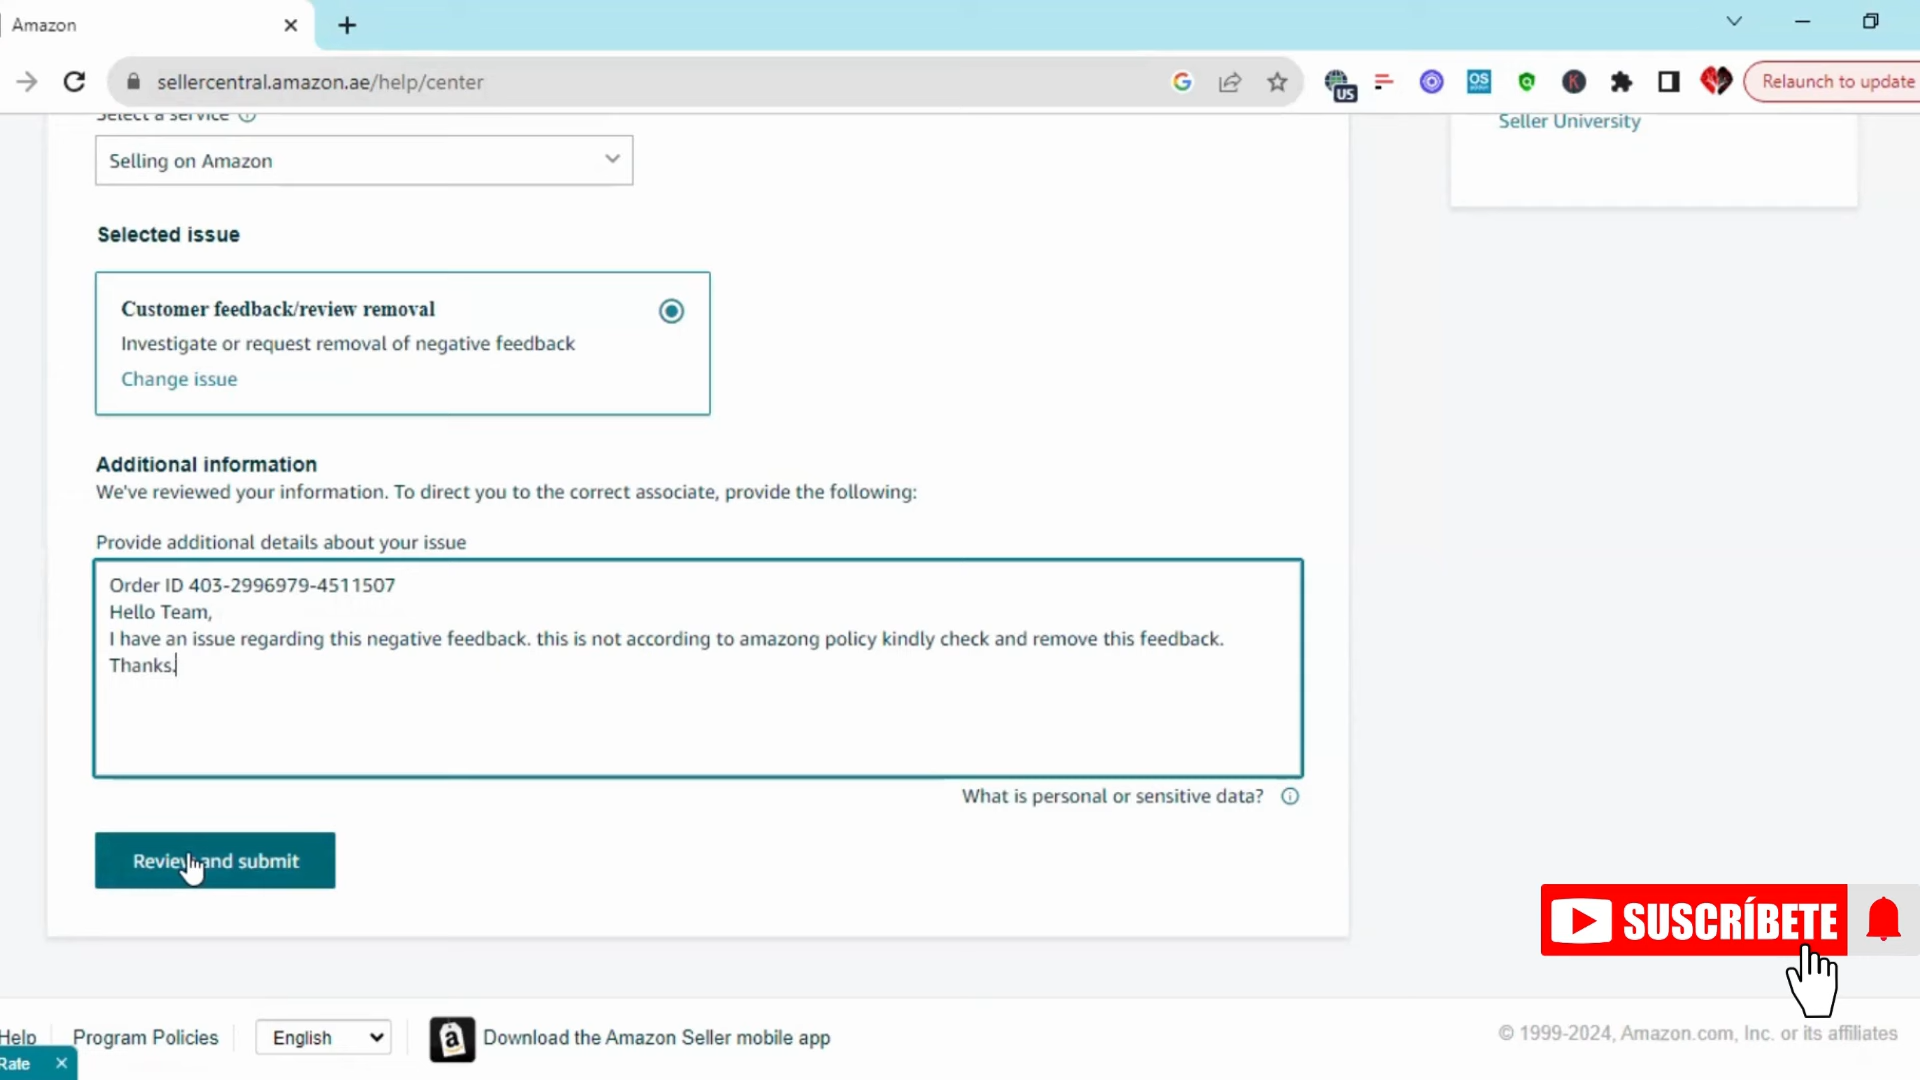 Amazon
sellercentral.amazon.ae/help/center
US
OS
K
Relaunch to update
Select a service
Seller University
Selling on Amazon
Selected issue
Customer feedback/review removal
Investigate or request removal of negative feedback
Change issue
Additional information
We've reviewed your information. To direct you to the correct associate, provide the following:
Provide additional details about your issue
Order ID 403-2996979-4511507
Hello Team,
I have an issue regarding this negative feedback. this is not according to amazong policy kindly check and remove this feedback.
Thanks.
What is personal or sensitive data?
Review and submit
SUSCRÍBETE
Help
Program Policies
English
Download the Amazon Seller mobile app
© 1999-2024, Amazon.com, Inc. or its affiliates
Rate